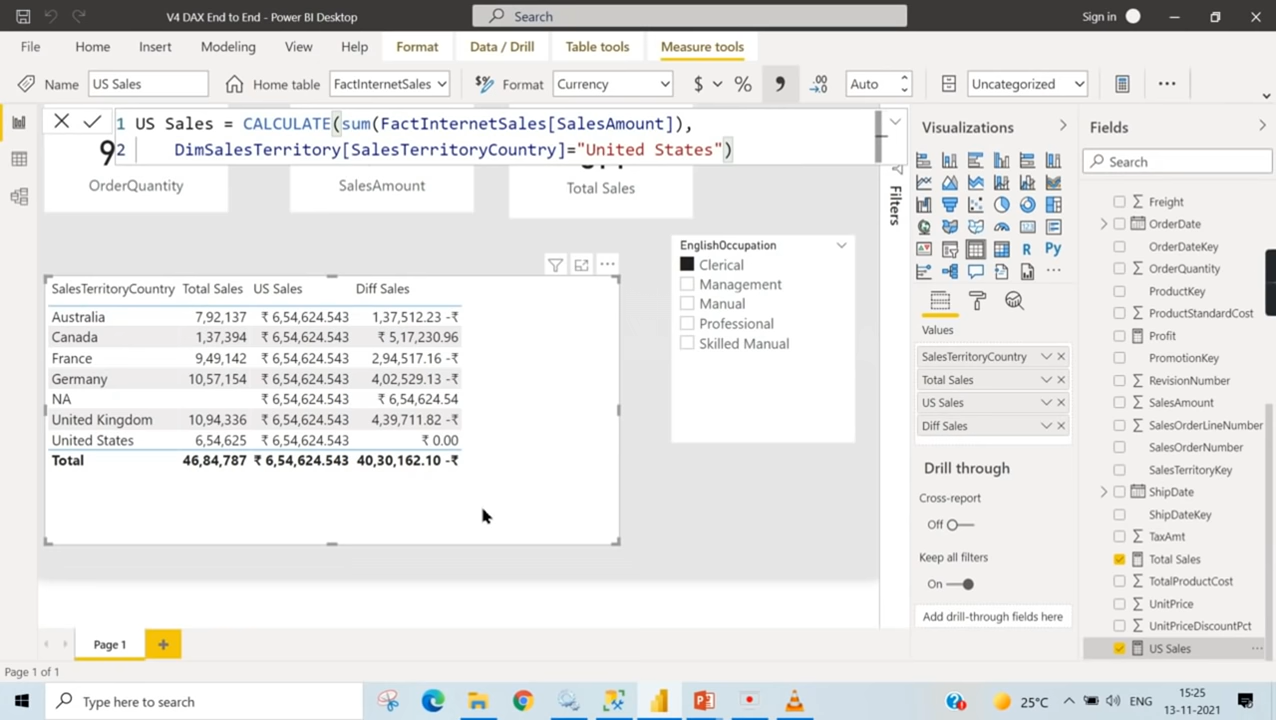 V4 DAX End to End - Power BI Desktop
Search
Sign in
File Home Insert Modeling View Help Format Data / Drill Table tools Measure tools
Name US Sales Home table FactInternetSales Format Currency $ % , .00 Auto Uncategorized
1 US Sales = CALCULATE(sum(FactInternetSales[SalesAmount]),
2 DimSalesTerritory[SalesTerritoryCountry]="United States")
OrderQuantity
SalesAmount
Total Sales
Filters
EnglishOccupation
Clerical
Management
Manual
Professional
Skilled Manual
SalesTerritoryCountry Total Sales US Sales Diff Sales
Australia 7,92,137 ₹ 6,54,624.543 1,37,512.23 -₹
Canada 1,37,394 ₹ 6,54,624.543 ₹ 5,17,230.96
France 9,49,142 ₹ 6,54,624.543 2,94,517.16 -₹
Germany 10,57,154 ₹ 6,54,624.543 4,02,529.13 -₹
NA ₹ 6,54,624.543 ₹ 6,54,624.54
United Kingdom 10,94,336 ₹ 6,54,624.543 4,39,711.82 -₹
United States 6,54,625 ₹ 6,54,624.543 ₹ 0.00
Total 46,84,787 ₹ 6,54,624.543 40,30,162.10 -₹
Visualizations
R Py
Values
SalesTerritoryCountry
Total Sales
US Sales
Diff Sales
Drill through
Cross-report
Off
Keep all filters
On
Add drill-through fields here
Fields
Search
Freight
OrderDate
OrderDateKey
OrderQuantity
ProductKey
ProductStandardCost
Profit
PromotionKey
RevisionNumber
SalesAmount
SalesOrderLineNumber
SalesOrderNumber
SalesTerritoryKey
ShipDate
ShipDateKey
TaxAmt
Total Sales
TotalProductCost
UnitPrice
UnitPriceDiscountPct
US Sales
Page 1
Page 1 of 1
Type here to search
25°C
ENG
15:25
13-11-2021